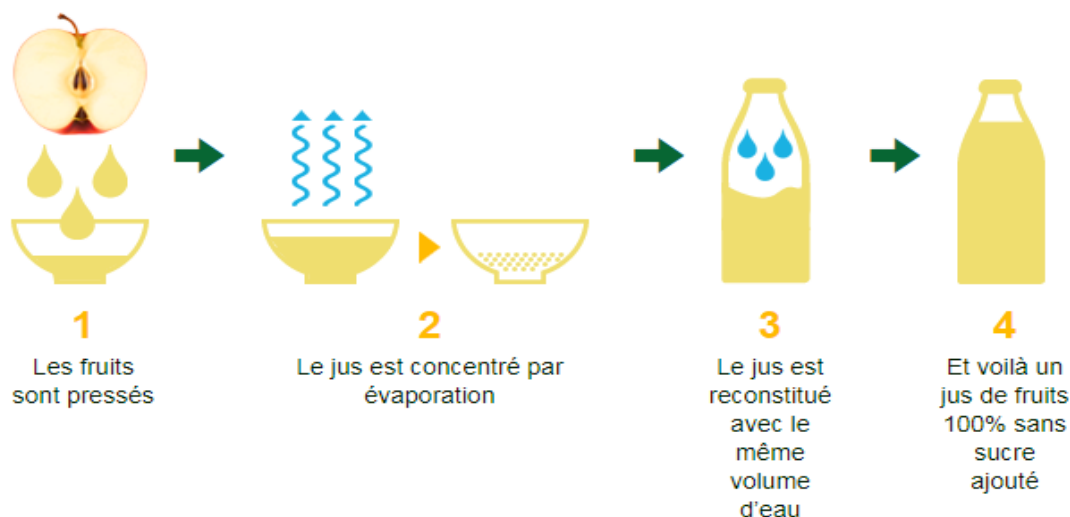 1
Les fruits
sont pressés
2
Le jus est concentré par
évaporation
3
Le jus est
reconstitué
avec le
même
volume
d'eau
4
Et voilà un
jus de fruits
100% sans
sucre
ajouté